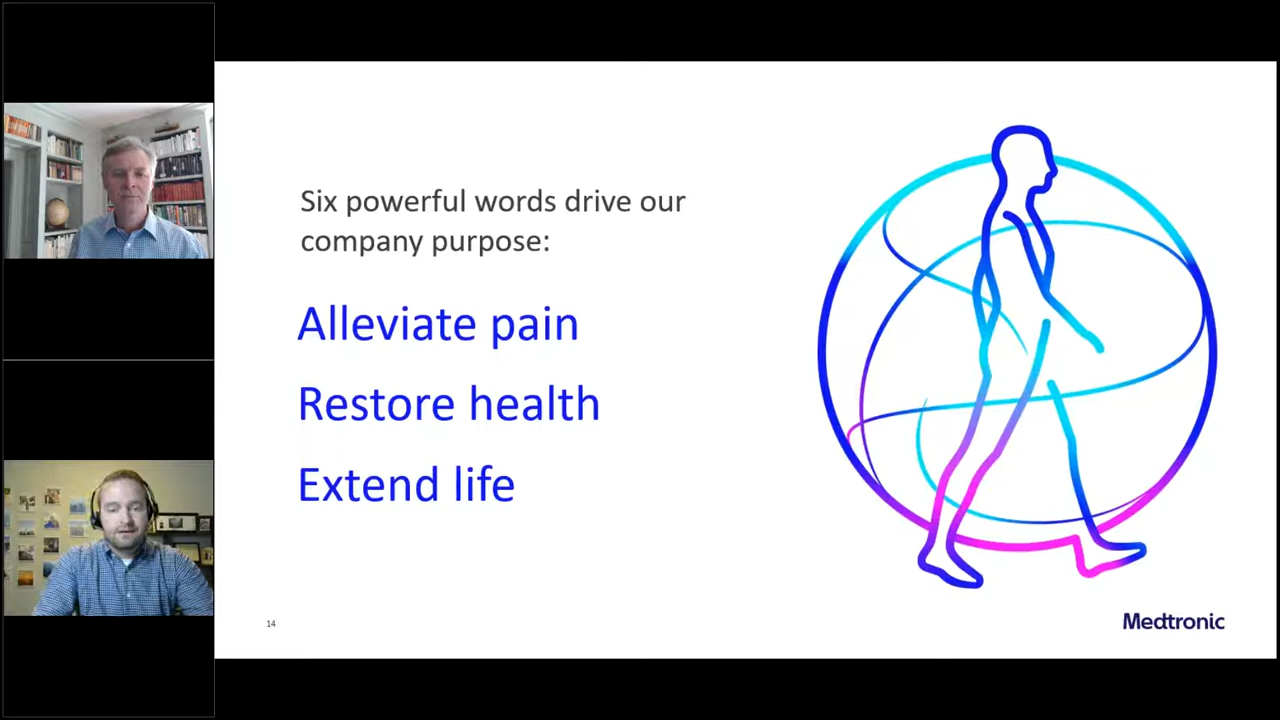 Six powerful words drive our
company purpose:
Alleviate pain
Restore health
Extend life
14
Medtronic